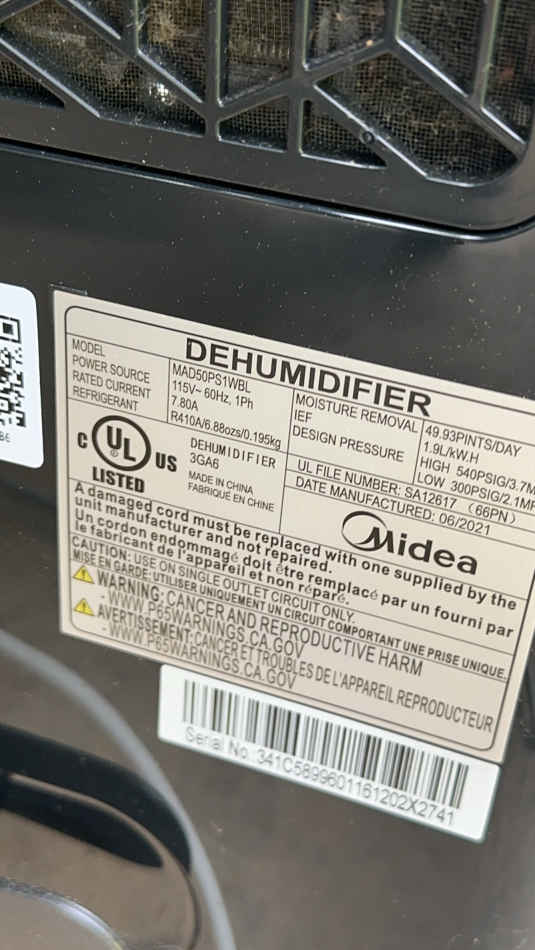 DEHUMIDIFIER
MODEL MAD50PS1WBL
POWER SOURCE 115V~ 60Hz, 1Ph
RATED CURRENT 7.80A
REFRIGERANT R410A/6.88ozs/0.195kg
MOISTURE REMOVAL 49.93PINTS/DAY
IEF 1.9L/kW.H
DESIGN PRESSURE HIGH 540PSIG/3.7M
LOW 300PSIG/2.1MP
C UL US
LISTED
DEHUMIDIFIER
3GA6
MADE IN CHINA
FABRIQUÉ EN CHINE
UL FILE NUMBER: SA12617 (66PN)
DATE MANUFACTURED: 06/2021
Midea
A damaged cord must be replaced with one supplied by the
unit manufacturer and not repaired.
Un cordon endommagé doit être remplacé par un fourni par
le fabricant de l'appareil et non réparé.
CAUTION: USE ON SINGLE OUTLET CIRCUIT ONLY.
MISE EN GARDE: UTILISER UNIQUEMENT UN CIRCUIT COMPORTANT UNE PRISE UNIQUE.
WARNING: CANCER AND REPRODUCTIVE HARM
- WWW.P65WARNINGS.CA.GOV
AVERTISSEMENT: CANCER ET TROUBLES DE L'APPAREIL REPRODUCTEUR
- WWW.P65WARNINGS.CA.GOV
Serial No.:341C5899601161202X2741